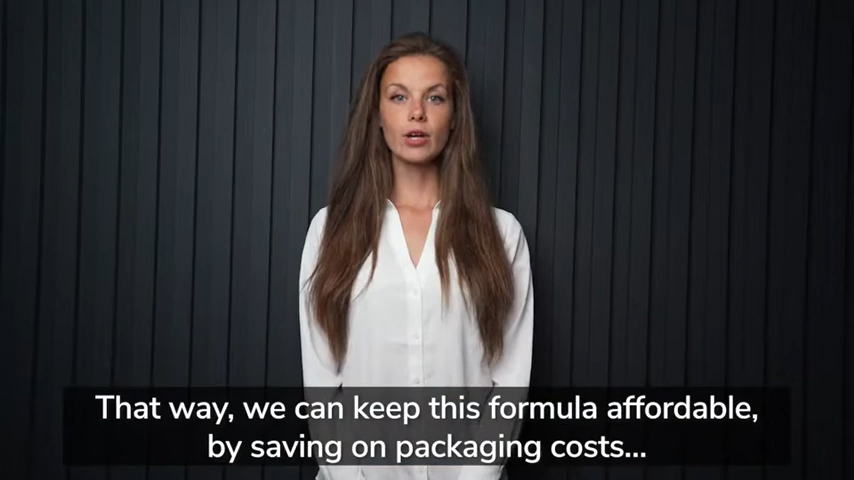 That way, we can keep this formula affordable,
by saving on packaging costs...